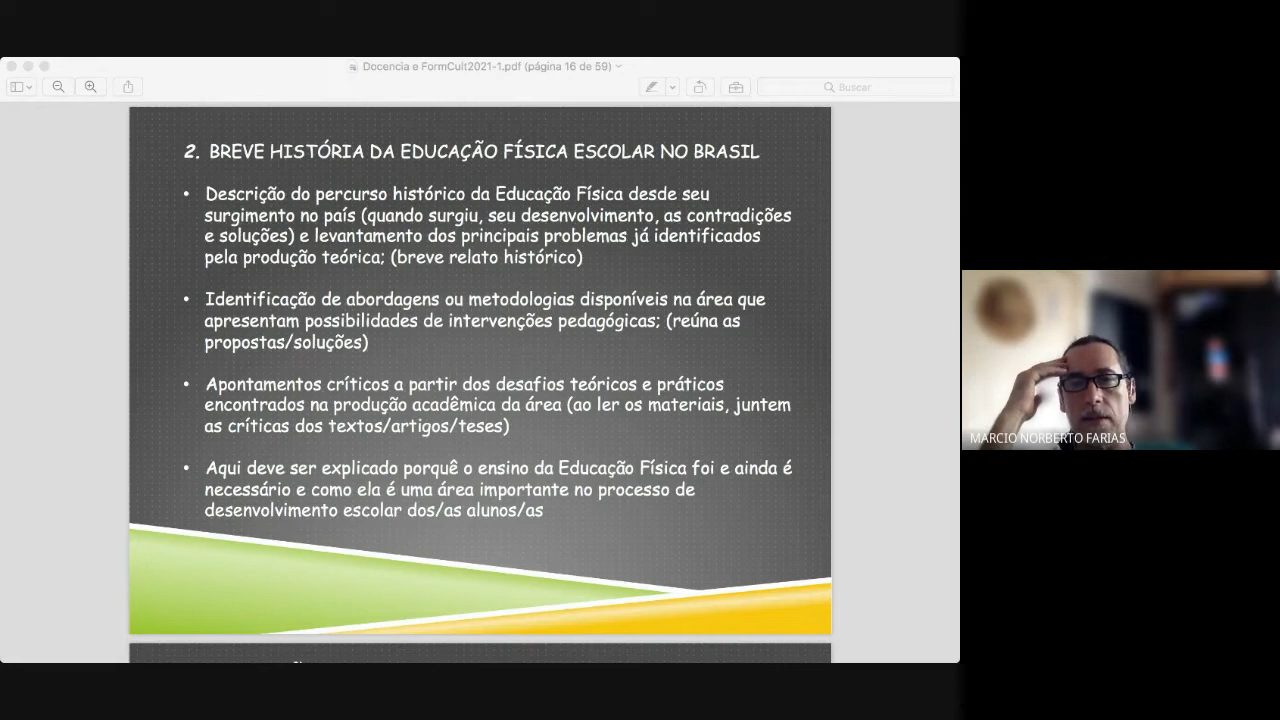 Docencia e FormCult2021-1.pdf (página 16 de 59)
Buscar
2. BREVE HISTÓRIA DA EDUCAÇÃO FÍSICA ESCOLAR NO BRASIL
• Descrição do percurso histórico da Educação Física desde seu
surgimento no país (quando surgiu, seu desenvolvimento, as contradições
e soluções) e levantamento dos principais problemas já identificados
pela produção teórica; (breve relato histórico)
• Identificação de abordagens ou metodologias disponíveis na área que
apresentam possibilidades de intervenções pedagógicas; (reúna as
propostas/soluções)
• Apontamentos críticos a partir dos desafios teóricos e práticos
encontrados na produção acadêmica da área (ao ler os materiais, juntem
as críticas dos textos/artigos/teses)
• Aqui deve ser explicado porquê o ensino da Educação Física foi e ainda é
necessário e como ela é uma área importante no processo de
desenvolvimento escolar dos/as alunos/as
MARCIO NORBERTO FARIAS